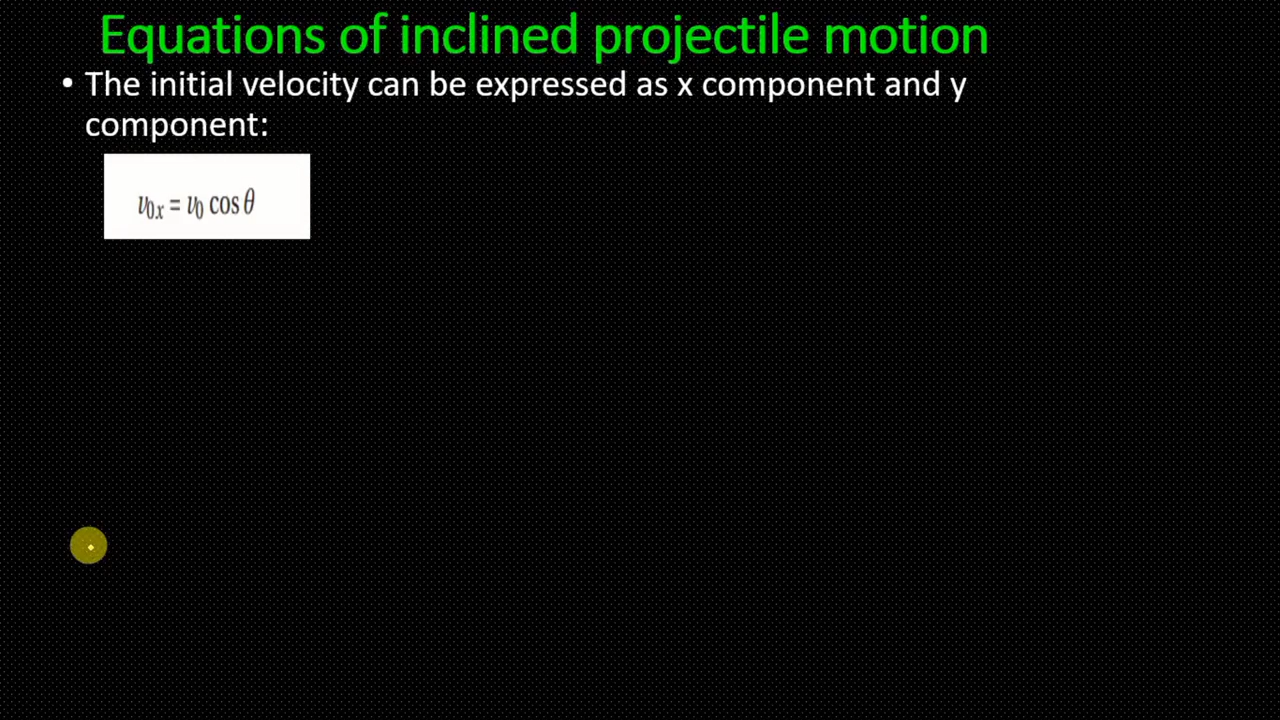 Equations of inclined projectile motion
• The initial velocity can be expressed as x component and y
component:
v₀ₓ = v₀ cos θ